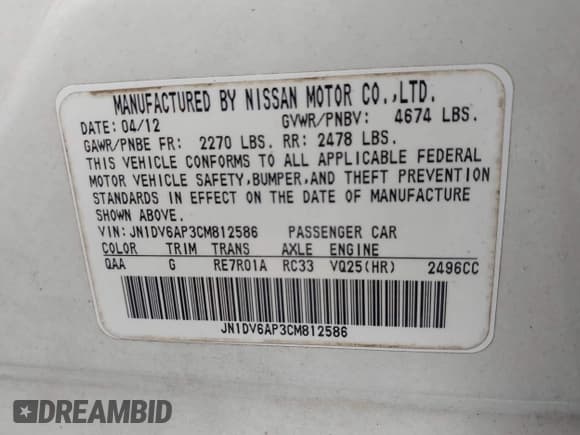 MANUFACTURED BY NISSAN MOTOR CO.,LTD.
DATE: 04/12 GVWR/PNBV: 4674 LBS.
GAWR/PNBE FR: 2270 LBS. RR: 2478 LBS.
THIS VEHICLE CONFORMS TO ALL APPLICABLE FEDERAL
MOTOR VEHICLE SAFETY,BUMPER,AND THEFT PREVENTION
STANDARDS IN EFFECT ON THE DATE OF MANUFACTURE
SHOWN ABOVE.
VIN: JN1DV6AP3CM812586 PASSENGER CAR
COLOR TRIM TRANS AXLE ENGINE
QAA G RE7R01A RC33 VQ25(HR) 2496CC
JN1DV6AP3CM812586
DREAMBID